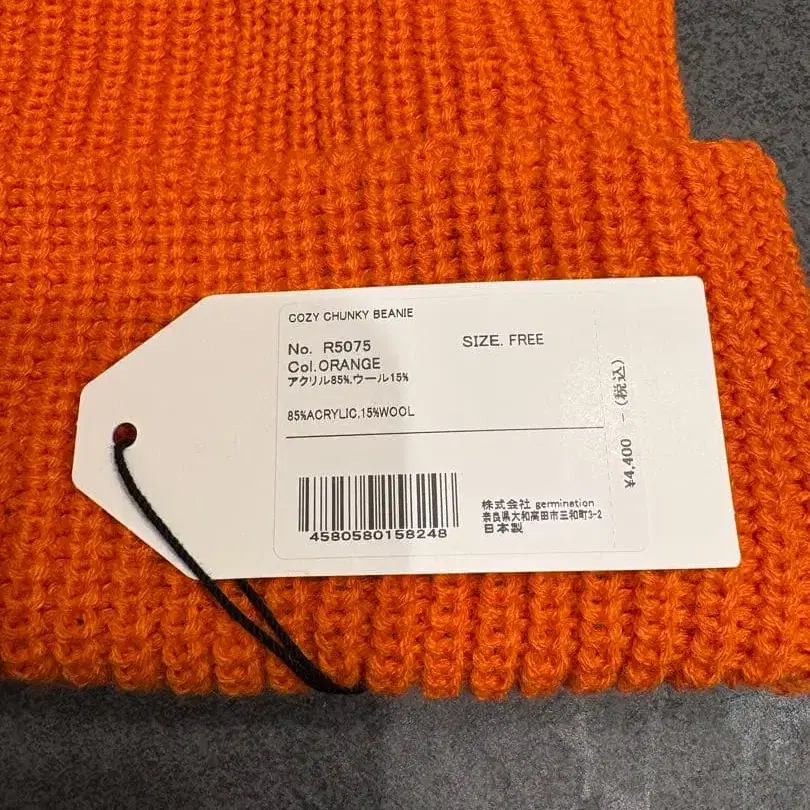 COZY CHUNKY BEANIE
No. R5075
SIZE. FREE
Col.ORANGE
アクリル85%,ウール15%
85%ACRYLIC,15%WOOL
4580580158248
株式会社 germination
奈良県大和高田市三和町3-2
日本製
¥4,400 - (税込)